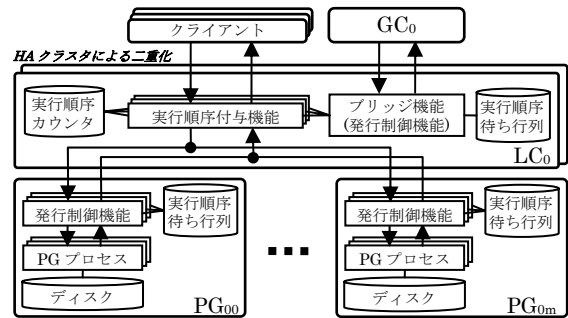 クライアント
GC0
HAクラスタによる二重化
実行順序
カウンタ
実行順序付与機能
ブリッジ機能
(発行制御機能)
実行順序
待ち行列
LC0
発行制御機能
実行順序
待ち行列
PGプロセス
ディスク
PG00
•••
発行制御機能
実行順序
待ち行列
PGプロセス
ディスク
PG0m